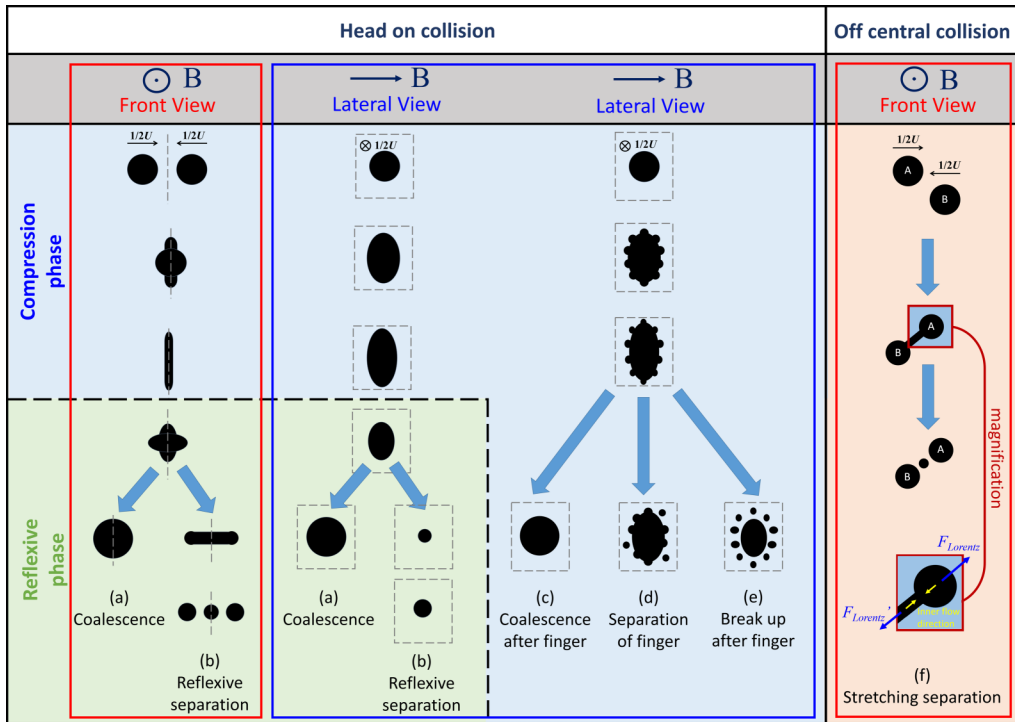 Head on collision
Off central collision
⊙ B
Front View
→ B
Lateral View
→ B
Lateral View
⊙ B
Front View
Compression
phase
1/2U
1/2U
⊗ 1/2U
⊗ 1/2U
1/2U
A
1/2U
B
A
B
A
B
magnification
Reflexive
phase
(a)
Coalescence
(b)
Reflexive
separation
(a)
Coalescence
(b)
Reflexive
separation
(c)
Coalescence
after finger
(d)
Separation
of finger
(e)
Break up
after finger
F_Lorentz
F_Lorentz'
Inner flow
direction
(f)
Stretching separation